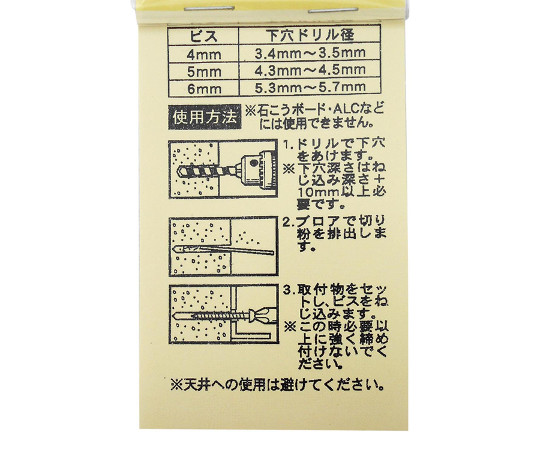 ビス 下穴ドリル径
4mm 3.4mm〜3.5mm
5mm 4.3mm〜4.5mm
6mm 5.3mm〜5.7mm
使用方法
※石こうボード・ALCなど
には使用できません。
1.ドリルで下穴
をあけます。
※下穴深さはね
じ込み深さ＋
10mm以上必
要です。
2.ブロアで切り
粉を排出しま
す。
3.取付物をセッ
トし、ビスをね
じ込みます。
※この時必要以
上に強く締め
付けないでく
ださい。
※天井への使用は避けてください。